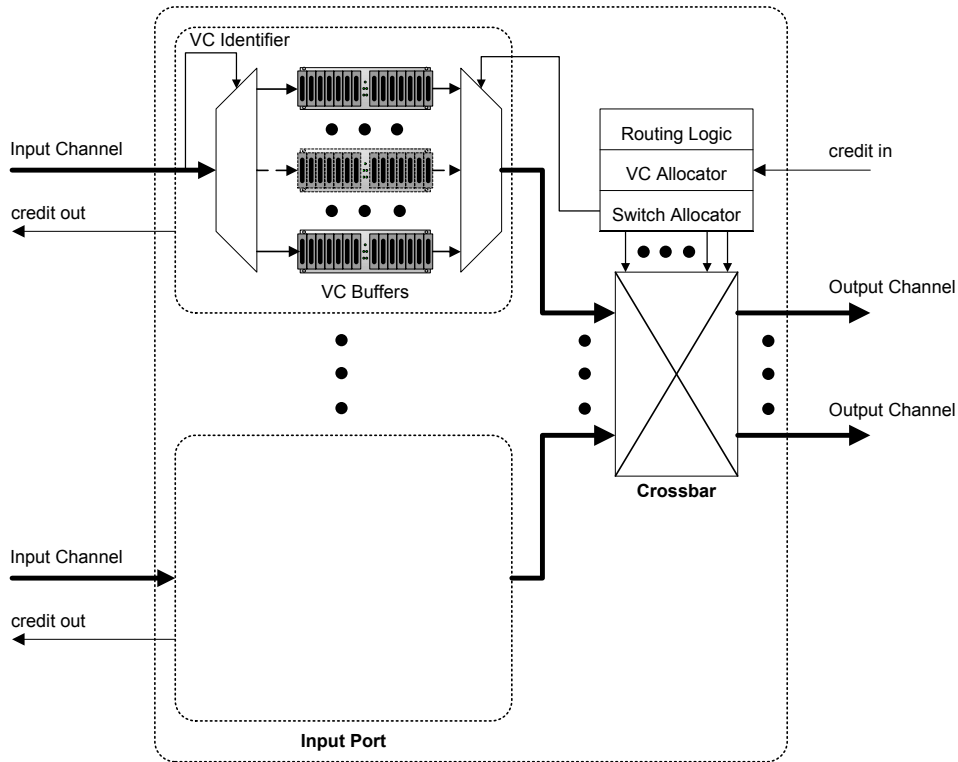 VC Identifier
Input Channel
credit out
VC Buffers
Routing Logic
VC Allocator
Switch Allocator
credit in
Output Channel
Output Channel
Crossbar
Input Channel
credit out
Input Port